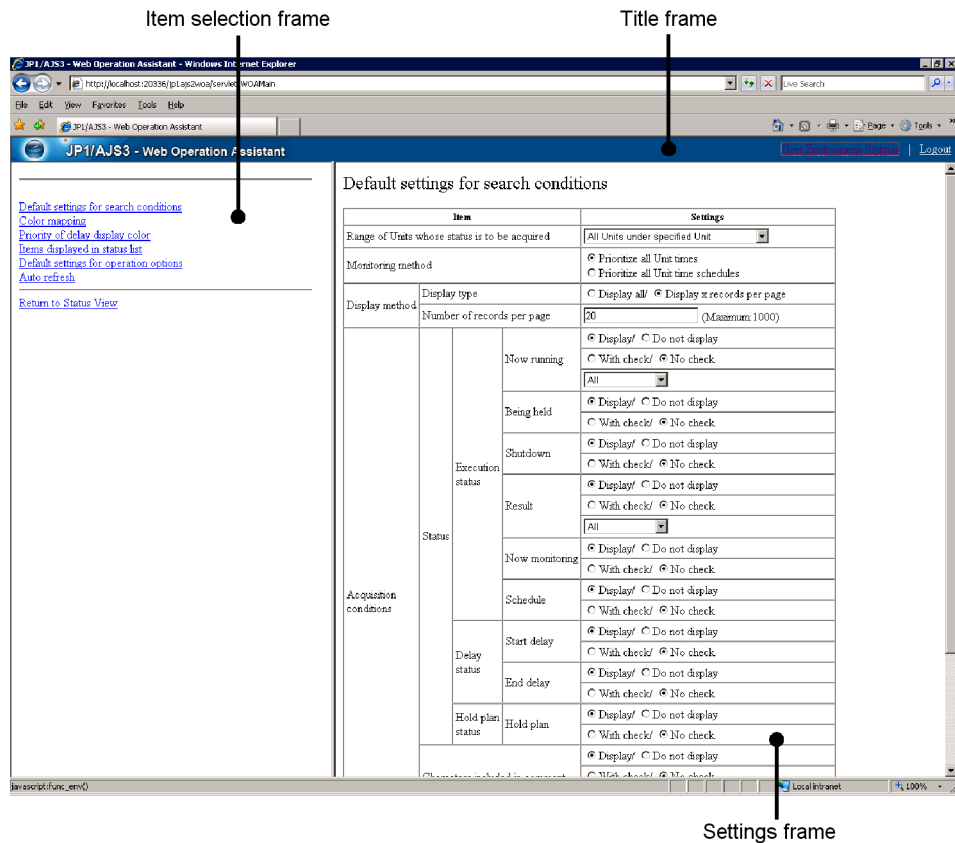 Item selection frame
Title frame
JP1/AJS3 - Web Operation Assistant - Windows Internet Explorer
http://localhost:20336/jp1ajs2woa/servlet/WOAMain
Live Search
File Edit View Favorites Tools Help
JP1/AJS3 - Web Operation Assistant
Page Tools
JP1/AJS3 - Web Operation Assistant
User Environment Settings | Logout
Default settings for search conditions
Color mapping
Priority of delay display color
Items displayed in status list
Default settings for operation options
Auto refresh
Return to Status View
Default settings for search conditions
Item Settings
Range of Units whose status is to be acquired All Units under specified Unit
Monitoring method Prioritize all Unit times
Prioritize all Unit time schedules
Display method Display type Display all/ Display x records per page
Number of records per page 20 (Maximum:1000)
Acquisition conditions
Status
Execution status
Now running Display/ Do not display
With check/ No check
All
Being held Display/ Do not display
With check/ No check
Shutdown Display/ Do not display
With check/ No check
Result Display/ Do not display
With check/ No check
All
Now monitoring Display/ Do not display
With check/ No check
Schedule Display/ Do not display
With check/ No check
Delay status
Start delay Display/ Do not display
With check/ No check
End delay Display/ Do not display
With check/ No check
Hold plan status
Hold plan Display/ Do not display
With check/ No check
Display/ Do not display
With check/ No check
javascript:func_env()
Local intranet
100%
Settings frame